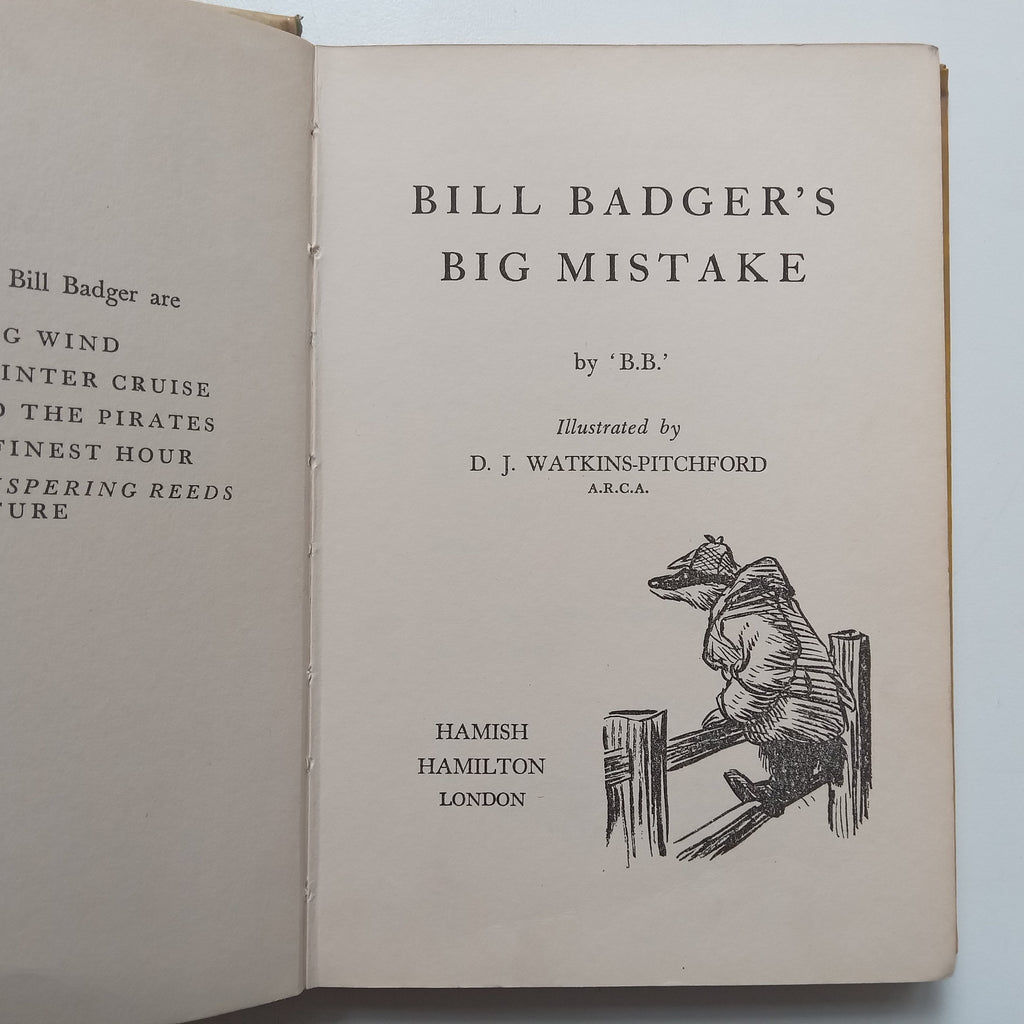 Bill Badger are
G WIND
INTER CRUISE
THE PIRATES
FINEST HOUR
SPERING REEDS
TURE
BILL BADGER'S
BIG MISTAKE
by 'B.B.'
Illustrated by
D. J. WATKINS-PITCHFORD
A.R.C.A.
HAMISH
HAMILTON
LONDON